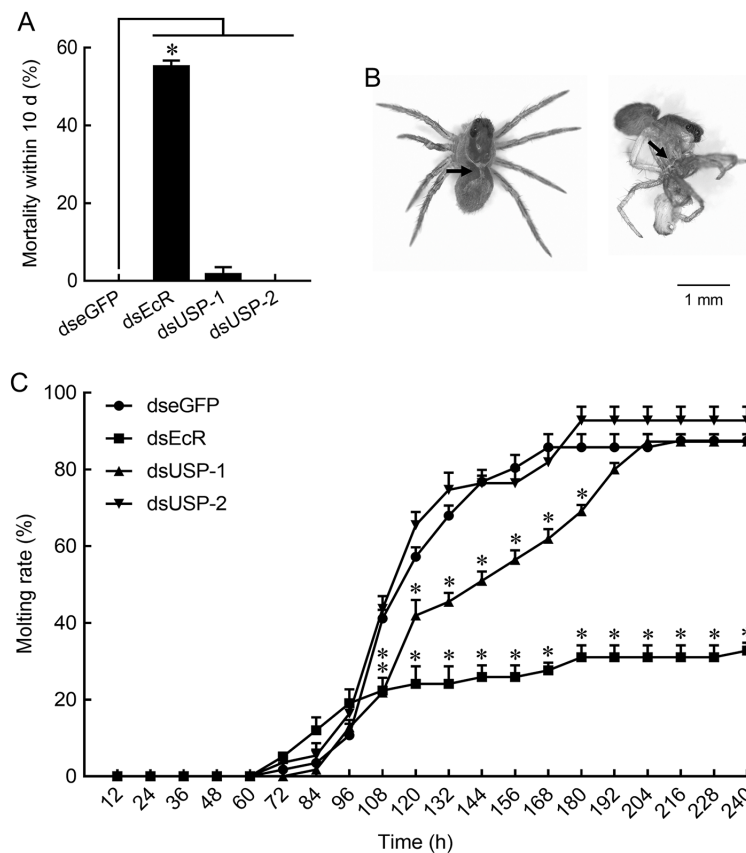 A
Mortality within 10 d (%)
60
40
20
0
*
dseGFP
dsEcR
dsUSP-1
dsUSP-2
B
1 mm
C
Molting rate (%)
100
80
60
40
20
0
dseGFP
dsEcR
dsUSP-1
dsUSP-2
* * * * * *
* * * * * * * * * * * *
*
12 24 36 48 60 72 84 96 108 120 132 144 156 168 180 192 204 216 228 240
Time (h)